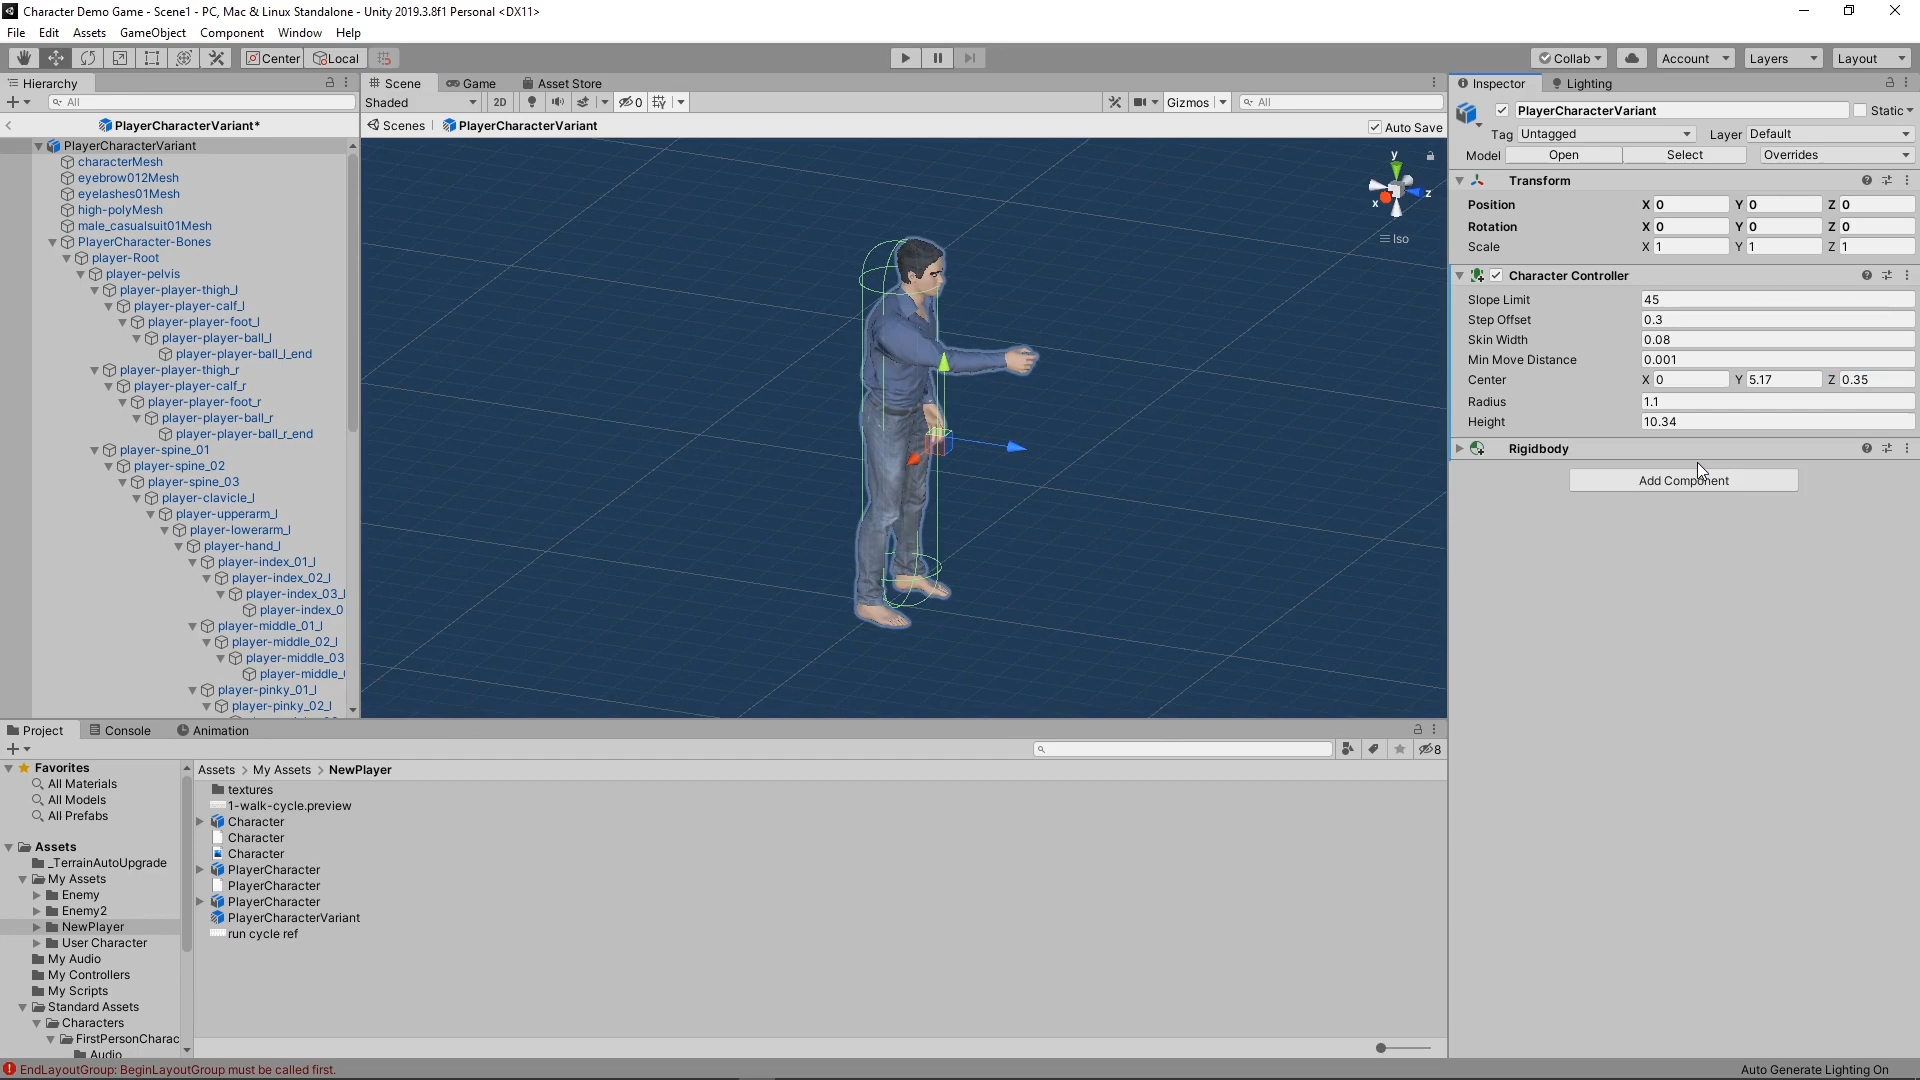 Character Demo Game - Scene1 - PC, Mac & Linux Standalone - Unity 2019.3.8f1 Personal <DX11>
File Edit Assets GameObject Component Window Help
Center Local Collab Account Layers Layout
Hierarchy
All
PlayerCharacterVariant*
PlayerCharacterVariant
characterMesh
eyebrow012Mesh
eyelashes01Mesh
high-polyMesh
male_casualsuit01Mesh
PlayerCharacter-Bones
player-Root
player-pelvis
player-player-thigh_l
player-player-calf_l
player-player-foot_l
player-player-ball_l
player-player-ball_l_end
player-player-thigh_r
player-player-calf_r
player-player-foot_r
player-player-ball_r
player-player-ball_r_end
player-spine_01
player-spine_02
player-spine_03
player-clavicle_l
player-upperarm_l
player-lowerarm_l
player-hand_l
player-index_01_l
player-index_02_l
player-index_03_l
player-index_0
player-middle_01_l
player-middle_02_l
player-middle_03
player-middle_
player-pinky_01_l
player-pinky_02_l
Scene Game Asset Store
Shaded 2D 0 Gizmos All
Scenes PlayerCharacterVariant Auto Save
y
x z
Iso
Inspector Lighting
PlayerCharacterVariant Static
Tag Untagged Layer Default
Model Open Select Overrides
Transform
Position X 0 Y 0 Z 0
Rotation X 0 Y 0 Z 0
Scale X 1 Y 1 Z 1
Character Controller
Slope Limit 45
Step Offset 0.3
Skin Width 0.08
Min Move Distance 0.001
Center X 0 Y 5.17 Z 0.35
Radius 1.1
Height 10.34
Rigidbody
Add Component
Project Console Animation
8
Favorites
All Materials
All Models
All Prefabs
Assets
_TerrainAutoUpgrade
My Assets
Enemy
Enemy2
NewPlayer
User Character
My Audio
My Controllers
My Scripts
Standard Assets
Characters
FirstPersonCharac
Audio
Assets > My Assets > NewPlayer
textures
1-walk-cycle.preview
Character
Character
Character
PlayerCharacter
PlayerCharacter
PlayerCharacter
PlayerCharacterVariant
run cycle ref
EndLayoutGroup: BeginLayoutGroup must be called first.
Auto Generate Lighting On